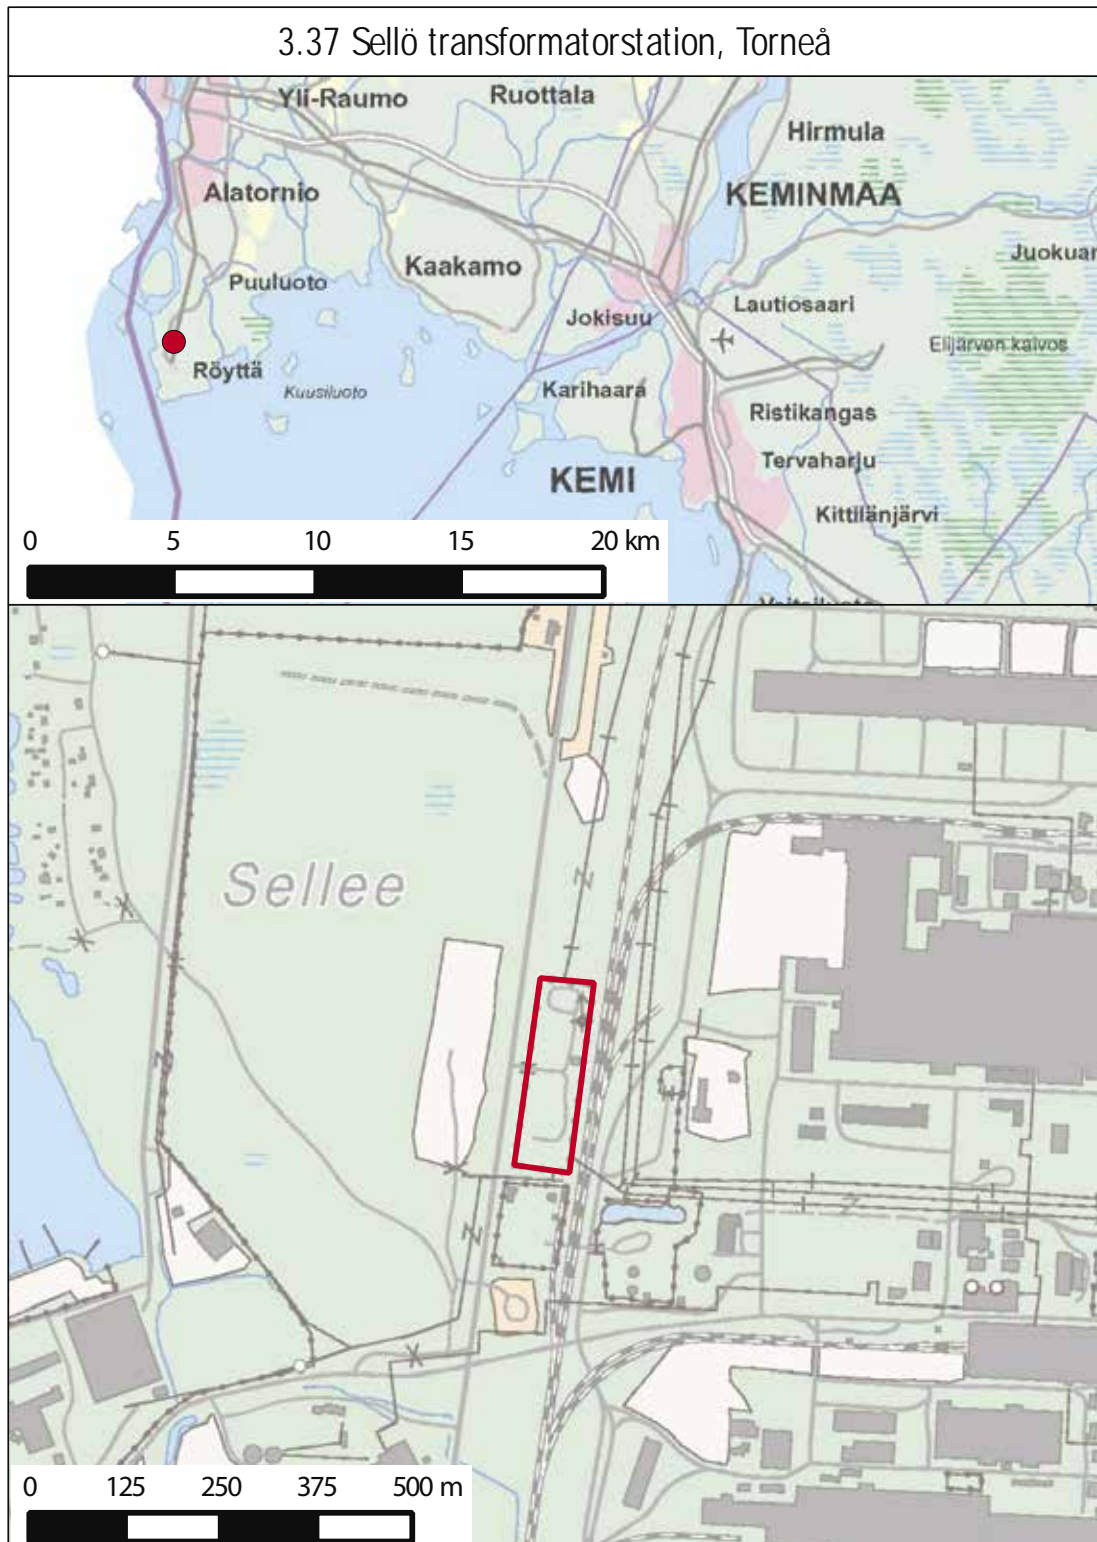 3.37 Sellö transformatorstation, Torneå
Yli-Raumo
Ruottala
Hirmula
Alatornio
KEMINMAA
Kaakamo
Juokuar
Puuluoto
Lautiosaari
Jokisuu
Elijärven kaivos
Röyttä
Kuusiluoto
Karihaara
Ristikangas
Tervaharju
KEMI
Kittilänjärvi
0 5 10 15 20 km
Sellee
0 125 250 375 500 m